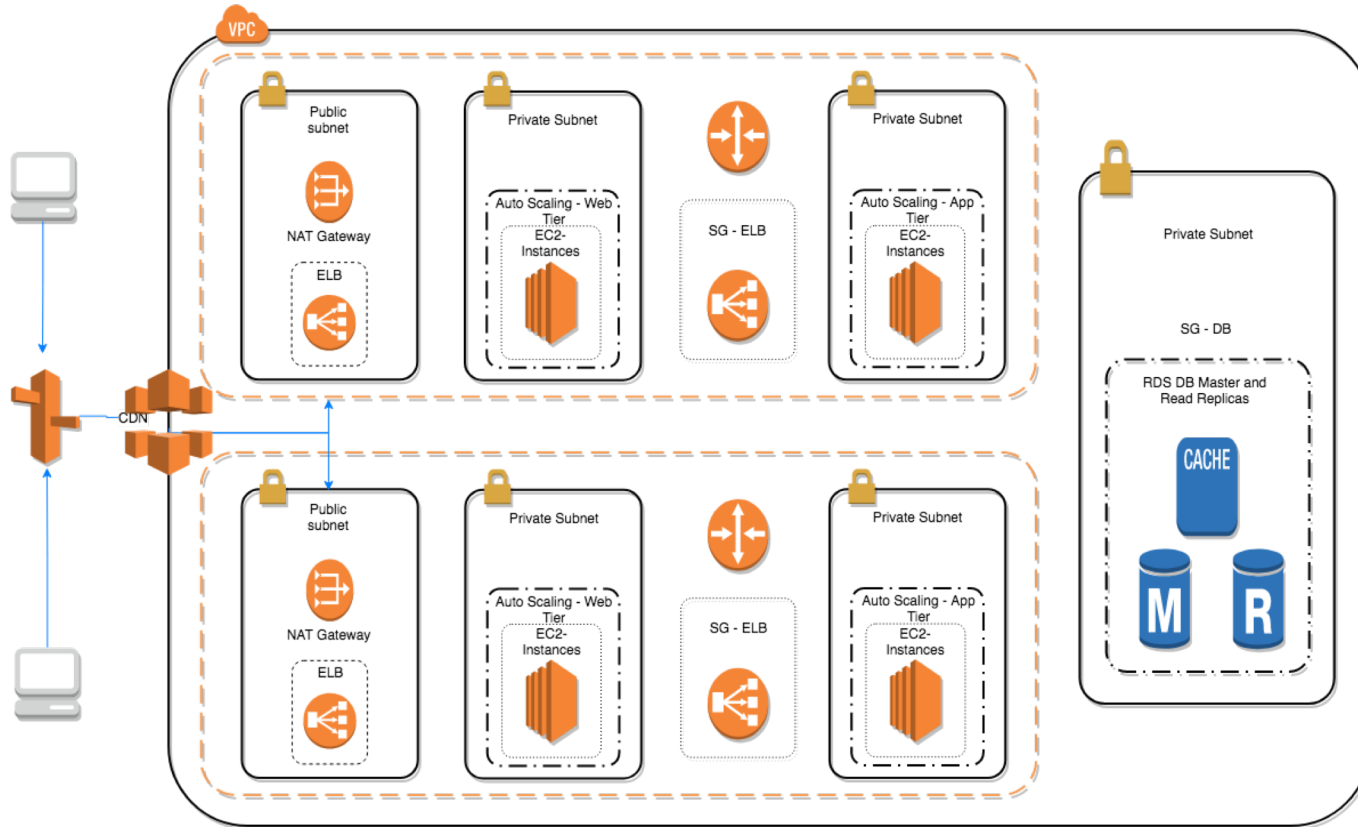 VPC
Public
subnet
NAT Gateway
ELB
Private Subnet
Auto Scaling - Web
Tier
EC2-
Instances
SG - ELB
Private Subnet
Auto Scaling - App
Tier
EC2-
Instances
Private Subnet
SG - DB
RDS DB Master and
Read Replicas
CACHE
M
R
CDN
Public
subnet
NAT Gateway
ELB
Private Subnet
Auto Scaling - Web
Tier
EC2-
Instances
SG - ELB
Private Subnet
Auto Scaling - App
Tier
EC2-
Instances